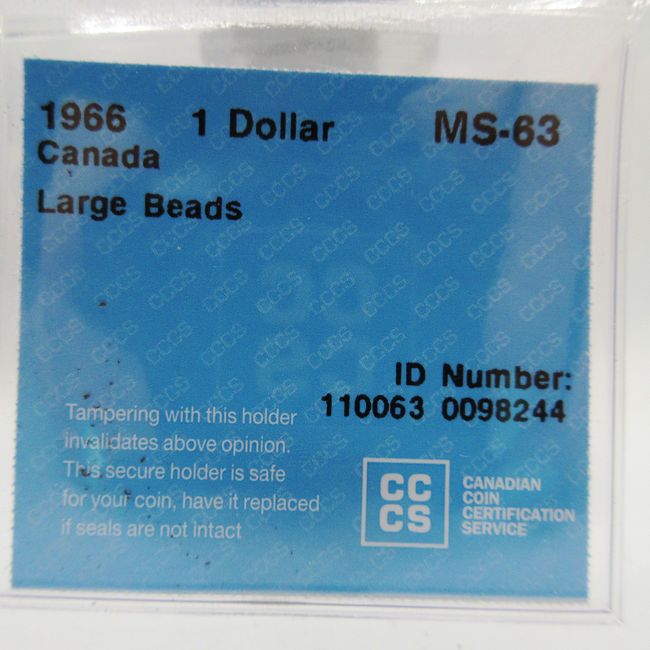 1966 1 Dollar MS-63
Canada
Large Beads
ID Number:
110063 0098244
Tampering with this holder
invalidates above opinion.
This secure holder is safe
for your coin, have it replaced
if seals are not intact
CC
CS
CANADIAN
COIN
CERTIFICATION
SERVICE